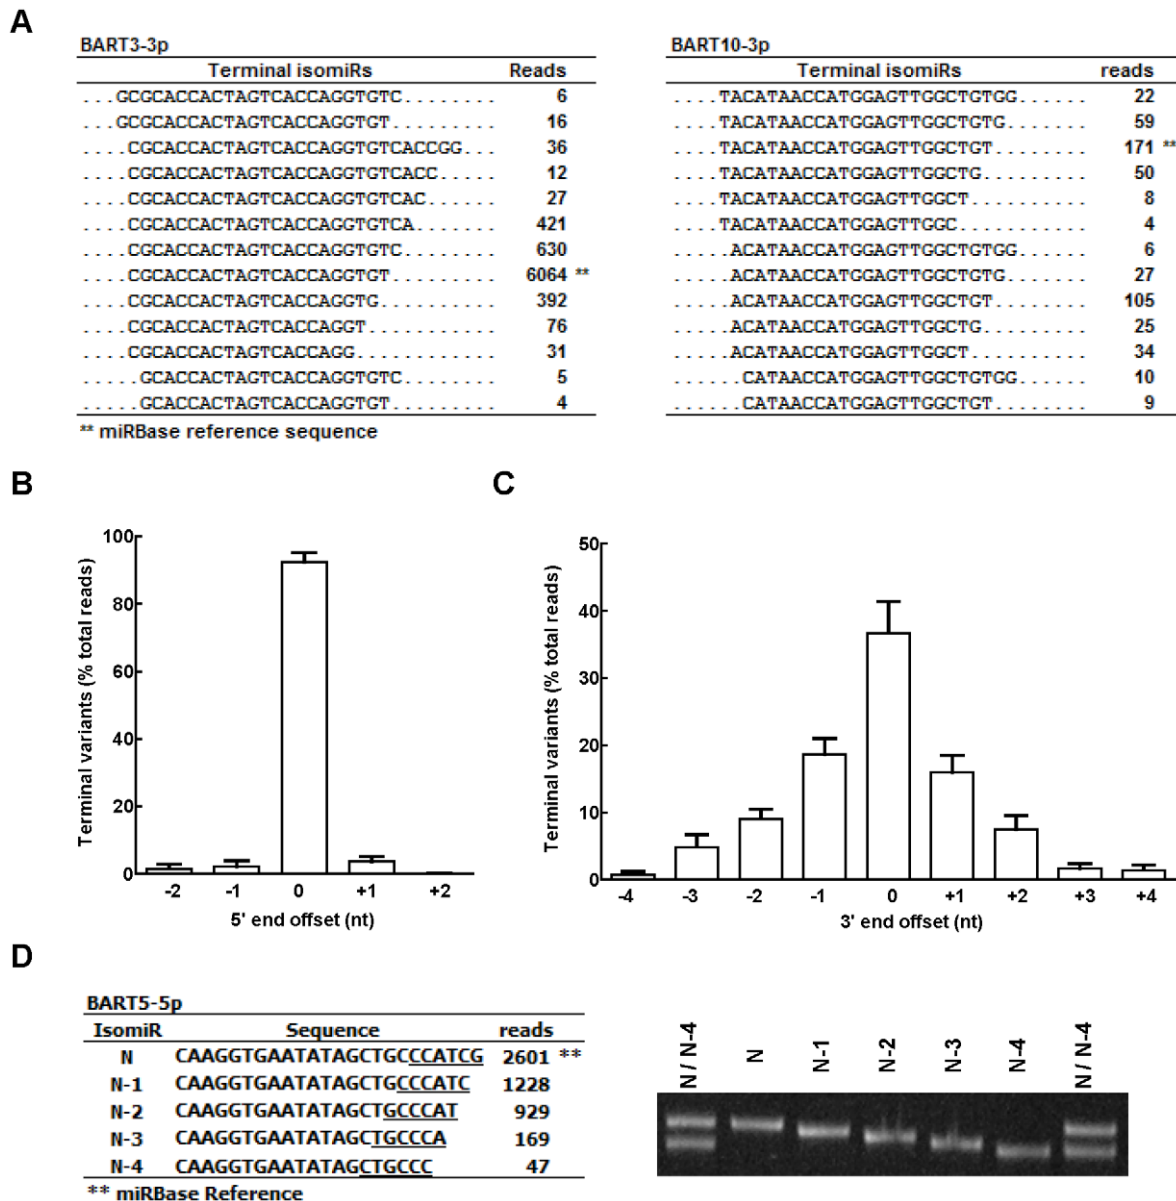 A
BART3-3p
Terminal isomiRs Reads
...GCGCACCACTAGTCACCAGGTGTC........ 6
...GCGCACCACTAGTCACCAGGTGT......... 16
....CGCACCACTAGTCACCAGGTGTCACCGG... 36
....CGCACCACTAGTCACCAGGTGTCACC..... 12
....CGCACCACTAGTCACCAGGTGTCAC...... 27
....CGCACCACTAGTCACCAGGTGTCA....... 421
....CGCACCACTAGTCACCAGGTGTC........ 630
....CGCACCACTAGTCACCAGGTGT......... 6064 **
....CGCACCACTAGTCACCAGGTG.......... 392
....CGCACCACTAGTCACCAGGT........... 76
....CGCACCACTAGTCACCAGG............ 31
.....GCACCACTAGTCACCAGGTGTC........ 5
.....GCACCACTAGTCACCAGGTGT......... 4
** miRBase reference sequence
BART10-3p
Terminal isomiRs reads
....TACATAACCATGGAGTTGGCTGTGG...... 22
....TACATAACCATGGAGTTGGCTGTG....... 59
....TACATAACCATGGAGTTGGCTGT........ 171 **
....TACATAACCATGGAGTTGGCTG......... 50
....TACATAACCATGGAGTTGGCT.......... 8
....TACATAACCATGGAGTTGGC........... 4
.....ACATAACCATGGAGTTGGCTGTGG...... 6
.....ACATAACCATGGAGTTGGCTGTG....... 27
.....ACATAACCATGGAGTTGGCTGT........ 105
.....ACATAACCATGGAGTTGGCTG......... 25
.....ACATAACCATGGAGTTGGCT.......... 34
......CATAACCATGGAGTTGGCTGTGG...... 10
......CATAACCATGGAGTTGGCTGT........ 9
B
Terminal variants (% total reads)
100
80
60
40
20
0
-2 -1 0 +1 +2
5' end offset (nt)
C
Terminal variants (% total reads)
50
40
30
20
10
0
-4 -3 -2 -1 0 +1 +2 +3 +4
3' end offset (nt)
D
BART5-5p
IsomiR Sequence reads
N CAAGGTGAATATAGCTGCCCATCG 2601 **
N-1 CAAGGTGAATATAGCTGCCCATC 1228
N-2 CAAGGTGAATATAGCTGCCCAT 929
N-3 CAAGGTGAATATAGCTGCCCA 169
N-4 CAAGGTGAATATAGCTGCCC 47
** miRBase Reference
N / N-4 N N-1 N-2 N-3 N-4 N / N-4